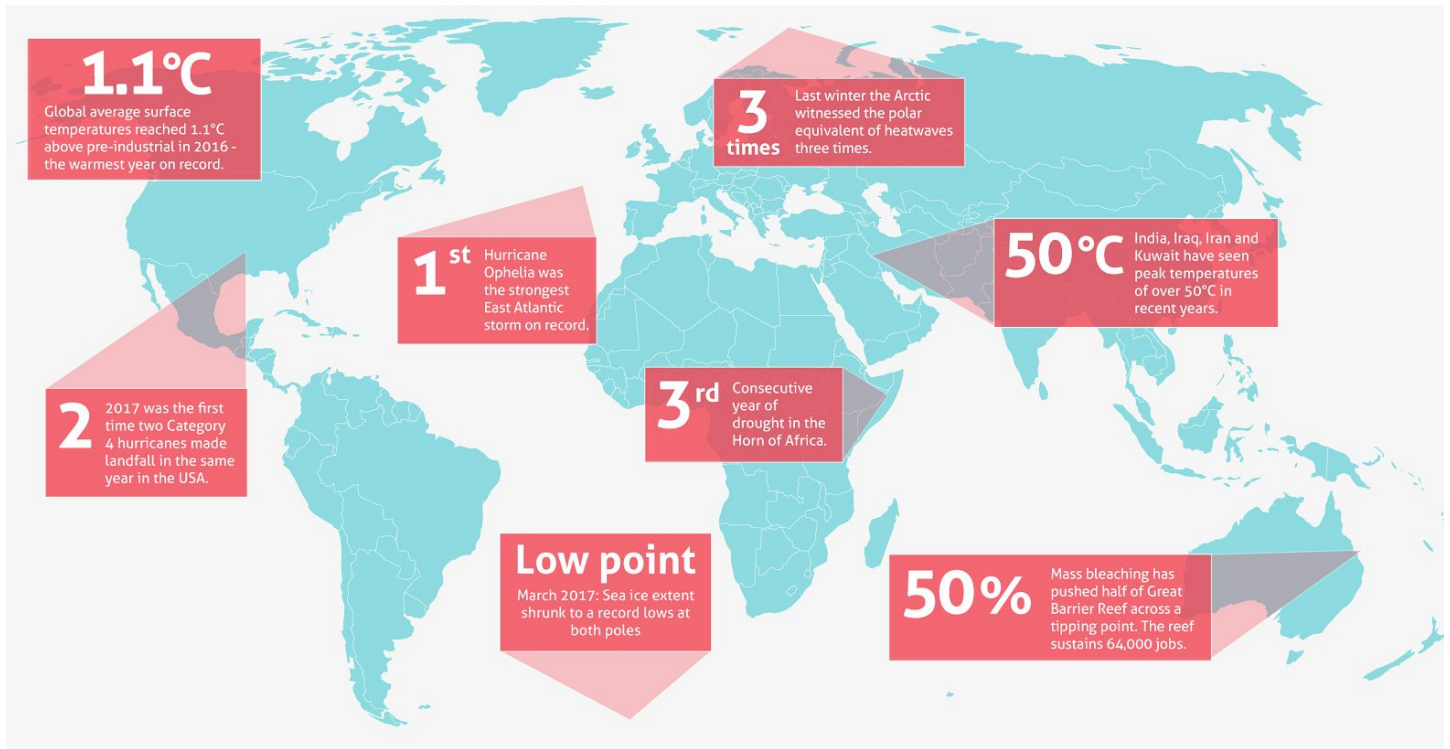 1.1°C
Global average surface
temperatures reached 1.1°C
above pre-industrial in 2016 -
the warmest year on record.
3
times
Last winter the Arctic
witnessed the polar
equivalent of heatwaves
three times.
1st
Hurricane
Ophelia was
the strongest
East Atlantic
storm on record.
50°C
India, Iraq, Iran and
Kuwait have seen
peak temperatures
of over 50°C in
recent years.
2
2017 was the first
time two Category
4 hurricanes made
landfall in the same
year in the USA.
3rd
Consecutive
year of
drought in the
Horn of Africa.
Low point
March 2017: Sea ice extent
shrunk to a record lows at
both poles
50%
Mass bleaching has
pushed half of Great
Barrier Reef across a
tipping point. The reef
sustains 64,000 jobs.